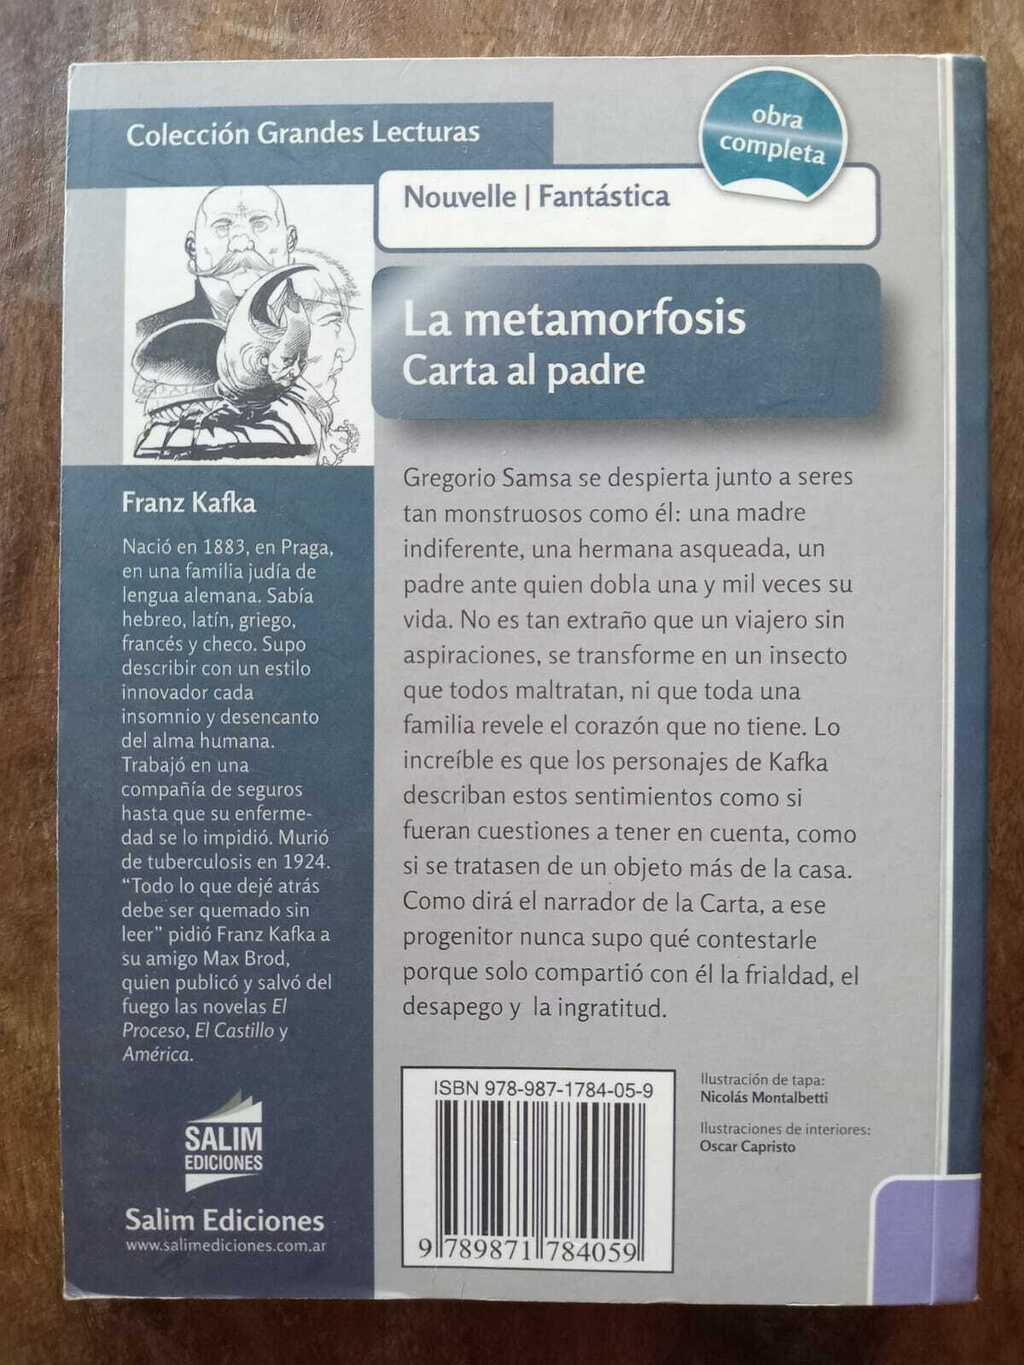 Colección Grandes Lecturas
obra
completa
Nouvelle | Fantástica
La metamorfosis
Carta al padre
Franz Kafka
Nació en 1883, en Praga,
en una familia judía de
lengua alemana. Sabía
hebreo, latín, griego,
francés y checo. Supo
describir con un estilo
innovador cada
insomnio y desencanto
del alma humana.
Trabajó en una
compañía de seguros
hasta que su enferme-
dad se lo impidió. Murió
de tuberculosis en 1924.
“Todo lo que dejé atrás
debe ser quemado sin
leer” pidió Franz Kafka a
su amigo Max Brod,
quien publicó y salvó del
fuego las novelas El
Proceso, El Castillo y
América.
SALIM
EDICIONES
Salim Ediciones
www.salimediciones.com.ar
Gregorio Samsa se despierta junto a seres
tan monstruosos como él: una madre
indiferente, una hermana asqueada, un
padre ante quien dobla una y mil veces su
vida. No es tan extraño que un viajero sin
aspiraciones, se transforme en un insecto
que todos maltratan, ni que toda una
familia revele el corazón que no tiene. Lo
increíble es que los personajes de Kafka
describan estos sentimientos como si
fueran cuestiones a tener en cuenta, como
si se tratasen de un objeto más de la casa.
Como dirá el narrador de la Carta, a ese
progenitor nunca supo qué contestarle
porque solo compartió con él la frialdad, el
desapego y la ingratitud.
ISBN 978-987-1784-05-9
9 789871 784059
Ilustración de tapa:
Nicolás Montalbetti
Ilustraciones de interiores:
Oscar Capristo